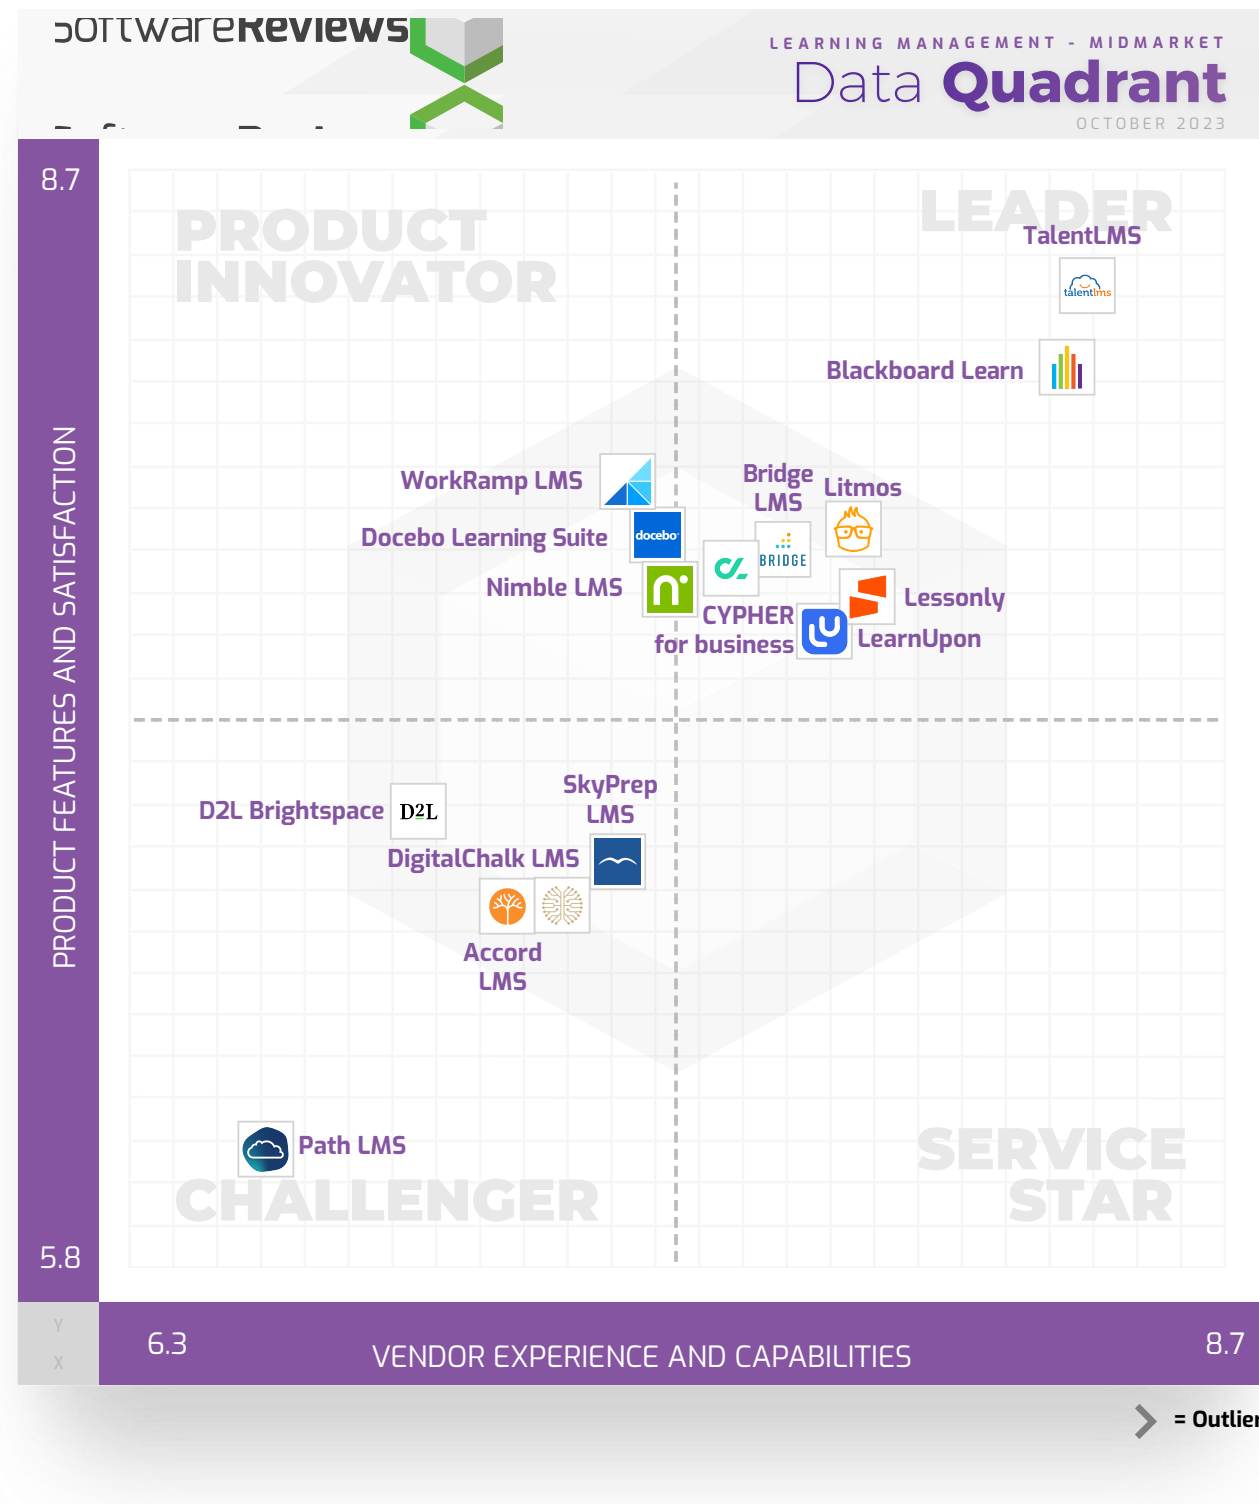 SoftwareReviews
LEARNING MANAGEMENT - MIDMARKET
Data Quadrant
OCTOBER 2023
8.7
PRODUCT
INNOVATOR
LEADER
TalentLMS
talentlms
Blackboard Learn
WorkRamp LMS
Bridge
LMS
Litmos
Docebo Learning Suite
docebo
BRIDGE
Nimble LMS
n
CYPHER
for business
Lessonly
LearnUpon
PRODUCT FEATURES AND SATISFACTION
SkyPrep
LMS
D2L Brightspace
D2L
DigitalChalk LMS
Accord
LMS
Path LMS
CHALLENGER
SERVICE
STAR
5.8
Y
X
6.3
VENDOR EXPERIENCE AND CAPABILITIES
8.7
= Outlier